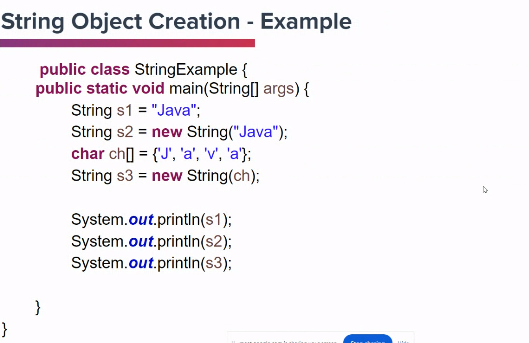 String Object Creation - Example
public class StringExample {
public static void main(String[] args) {
String s1 = "Java";
String s2 = new String("Java");
char ch[] = {'J', 'a', 'v', 'a'};
String s3 = new String(ch);
System.out.println(s1);
System.out.println(s2);
System.out.println(s3);
}
}